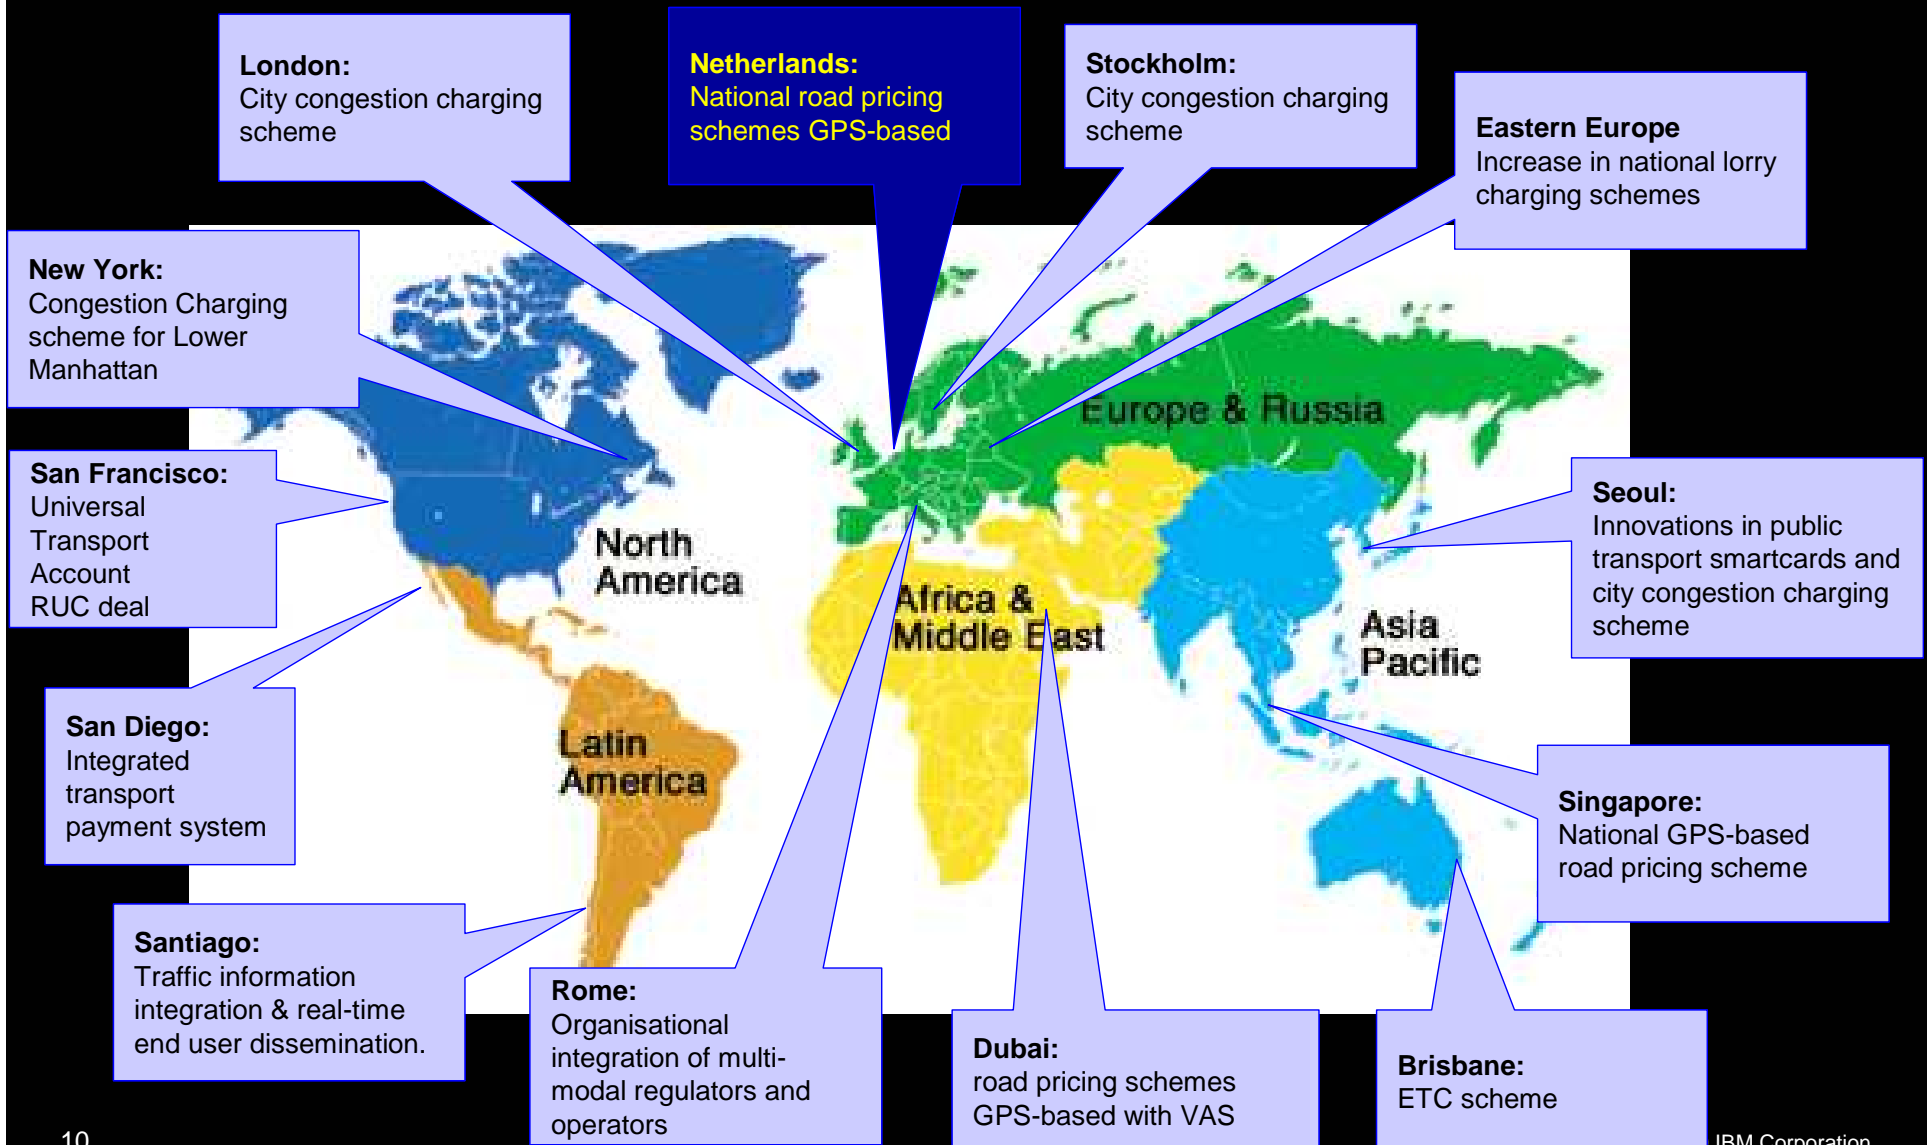 London:
City congestion charging
scheme
Netherlands:
National road pricing
schemes GPS-based
Stockholm:
City congestion charging
scheme
Eastern Europe
Increase in national lorry
charging schemes
New York:
Congestion Charging
scheme for Lower
Manhattan
Europe & Russia
San Francisco:
Universal
Transport
Account
RUC deal
North
America
Africa &
Middle East
Asia
Pacific
Seoul:
Innovations in public
transport smartcards and
city congestion charging
scheme
San Diego:
Integrated
transport
payment system
Latin
America
Singapore:
National GPS-based
road pricing scheme
Santiago:
Traffic information
integration & real-time
end user dissemination.
Rome:
Organisational
integration of multi-
modal regulators and
operators
Dubai:
road pricing schemes
GPS-based with VAS
Brisbane:
ETC scheme
10
IBM Corporation